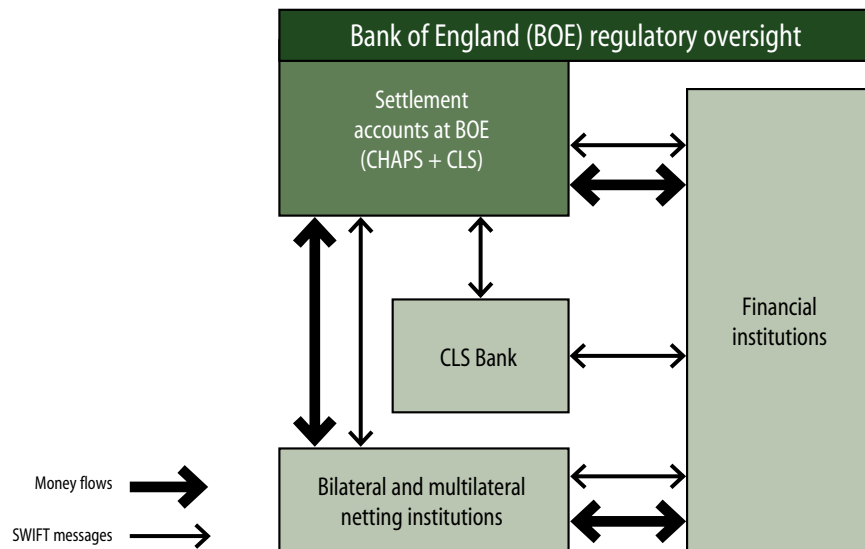 Bank of England (BOE) regulatory oversight
Settlement
accounts at BOE
(CHAPS + CLS)
Financial
institutions
CLS Bank
Bilateral and multilateral
netting institutions
Money flows
SWIFT messages